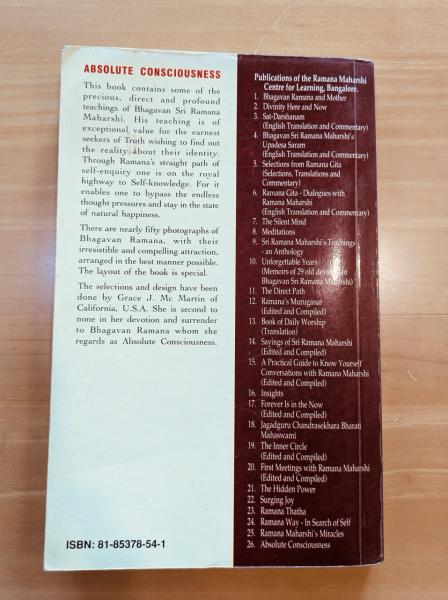 ABSOLUTE CONSCIOUSNESS
This book contains some of the
precious, direct and profound
teachings of Bhagavan Sri Ramana
Maharshi. His teaching is of
exceptional value for the earnest
seekers of Truth wishing to find out
the reality about their identity.
Through Ramana's straight path of
self-enquiry one is on the royal
highway to Self-knowledge. For it
enables one to bypass the endless
thought pressures and stay in the state
of natural happiness.
There are nearly fifty photographs of
Bhagavan Ramana, with their
irresistible and compelling attraction,
arranged in the best manner possible.
The layout of the book is special.
The selections and design have been
done by Grace J. Mc Martin of
California, U.S.A. She is second to
none in her devotion and surrender
to Bhagavan Ramana whom she
regards as Absolute Consciousness.
ISBN: 81-85378-54-1
Publications of the Ramana Maharshi
Centre for Learning, Bangalore.
1. Bhagavan Ramana and Mother
2. Divinity Here and Now
3. Sat-Darshanam
(English Translation and Commentary)
4. Bhagavan Sri Ramana Maharshi's
Upadesa Saram
(English Translation and Commentary)
5. Selections from Ramana Gita
(Selections, Translations and
Commentary)
6. Ramana Gita - Dialogues with
Ramana Maharshi
(English Translation and Commentary)
7. The Silent Mind
8. Meditations
9. Sri Ramana Maharshi's Teachings
- an Anthology
10. Unforgettable Years
(Memoirs of 29 old devotees of
Bhagavan Sri Ramana Maharshi)
11. The Direct Path
12. Ramana's Muruganar
(Edited and Compiled)
13. Book of Daily Worship
(Translation)
14. Sayings of Sri Ramana Maharshi
(Edited and Compiled)
15. A Practical Guide to Know Yourself
Conversations with Ramana Maharshi
(Edited and Compiled)
16. Insights
17. Forever Is in the Now
(Edited and Compiled)
18. Jagadguru Chandrasekhara Bharati
Mahaswami
19. The Inner Circle
(Edited and Compiled)
20. First Meetings with Ramana Maharshi
(Edited and Compiled)
21. The Hidden Power
22. Surging Joy
23. Ramana Thatha
24. Ramana Way - In Search of Self
25. Ramana Maharshi's Miracles
26. Absolute Consciousness